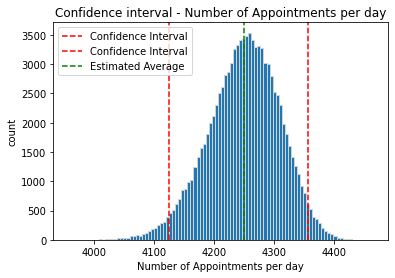 Confidence interval - Number of Appointments per day
Confidence Interval
Confidence Interval
Estimated Average
count
3500
3000
2500
2000
1500
1000
500
0
4000
4100
4200
4300
4400
Number of Appointments per day